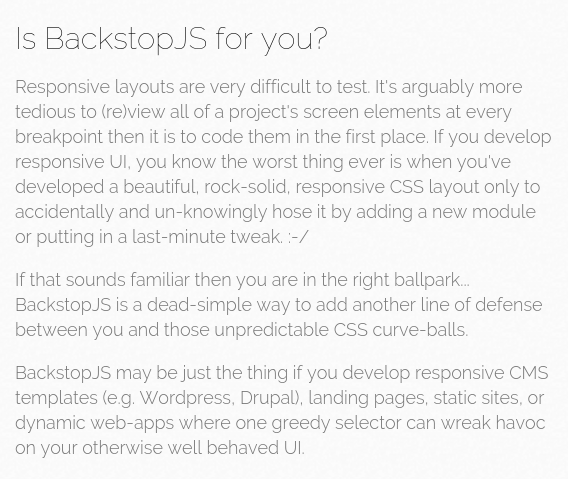 Is BackstopJS for you?
Responsive layouts are very difficult to test. It's arguably more
tedious to (re)view all of a project's screen elements at every
breakpoint then it is to code them in the first place. If you develop
responsive UI, you know the worst thing ever is when you've
developed a beautiful, rock-solid, responsive CSS layout only to
accidentally and un-knowingly hose it by adding a new module
or putting in a last-minute tweak. :-/
If that sounds familiar then you are in the right ballpark...
BackstopJS is a dead-simple way to add another line of defense
between you and those unpredictable CSS curve-balls.
BackstopJS may be just the thing if you develop responsive CMS
templates (e.g. Wordpress, Drupal), landing pages, static sites, or
dynamic web-apps where one greedy selector can wreak havoc
on your otherwise well behaved UI.